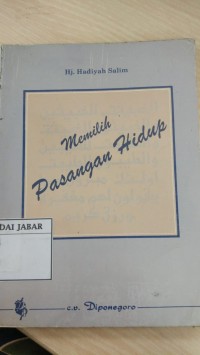 Hj. Hadiyah Salim
Memilih
Pasangan Hidup
DAI JABAR
c.v. Diponegoro